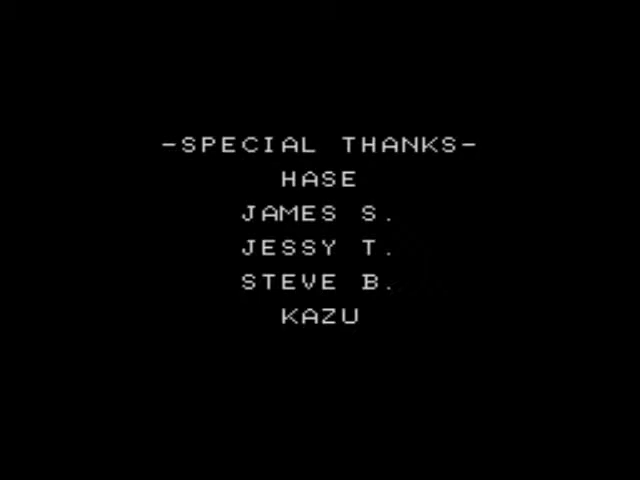 -SPECIAL THANKS-
HASE
JAMES S.
JESSY T.
STEVE B.
KAZU